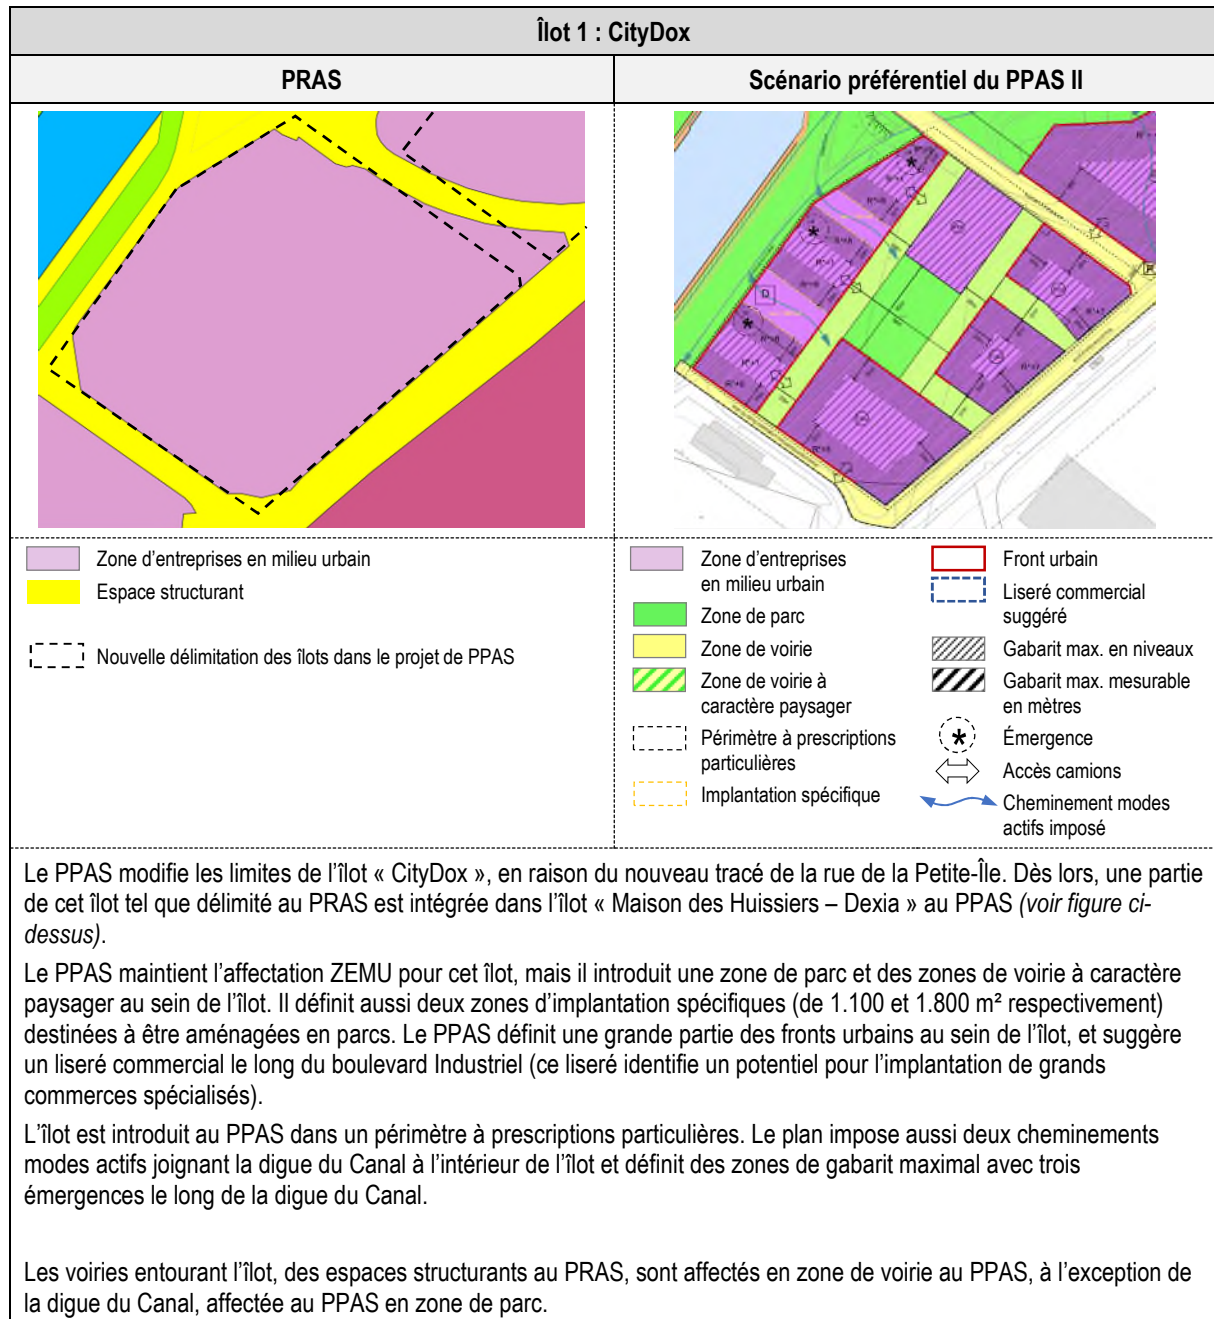 Îlot 1 : CityDox
PRAS
Scénario préférentiel du PPAS II
D
Zone d'entreprises en milieu urbain
Espace structurant
Nouvelle délimitation des îlots dans le projet de PPAS
Zone d'entreprises
en milieu urbain
Zone de parc
Zone de voirie
Zone de voirie à
caractère paysager
Périmètre à prescriptions
particulières
Implantation spécifique
Front urbain
Liseré commercial
suggéré
Gabarit max. en niveaux
Gabarit max. mesurable
en mètres
Émergence
Accès camions
Cheminement modes
actifs imposé
Le PPAS modifie les limites de l'îlot « CityDox », en raison du nouveau tracé de la rue de la Petite-Île. Dès lors, une partie
de cet îlot tel que délimité au PRAS est intégrée dans l'îlot « Maison des Huissiers – Dexia » au PPAS (voir figure ci-
dessus).
Le PPAS maintient l'affectation ZEMU pour cet îlot, mais il introduit une zone de parc et des zones de voirie à caractère
paysager au sein de l'îlot. Il définit aussi deux zones d'implantation spécifiques (de 1.100 et 1.800 m² respectivement)
destinées à être aménagées en parcs. Le PPAS définit une grande partie des fronts urbains au sein de l'îlot, et suggère
un liseré commercial le long du boulevard Industriel (ce liseré identifie un potentiel pour l'implantation de grands
commerces spécialisés).
L'îlot est introduit au PPAS dans un périmètre à prescriptions particulières. Le plan impose aussi deux cheminements
modes actifs joignant la digue du Canal à l'intérieur de l'îlot et définit des zones de gabarit maximal avec trois
émergences le long de la digue du Canal.
Les voiries entourant l'îlot, des espaces structurants au PRAS, sont affectés en zone de voirie au PPAS, à l'exception de
la digue du Canal, affectée au PPAS en zone de parc.